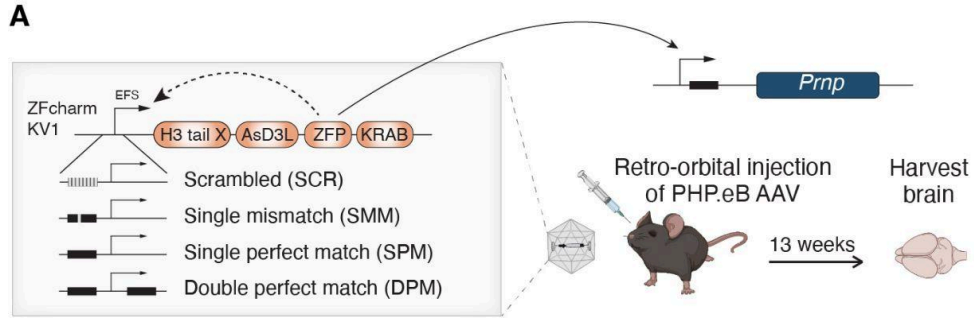 A
ZFcharm
KV1
EFS
H3 tail X
AsD3L
ZFP
KRAB
Scrambled (SCR)
Single mismatch (SMM)
Single perfect match (SPM)
Double perfect match (DPM)
Prnp
Retro-orbital injection
of PHP.eB AAV
13 weeks
Harvest
brain